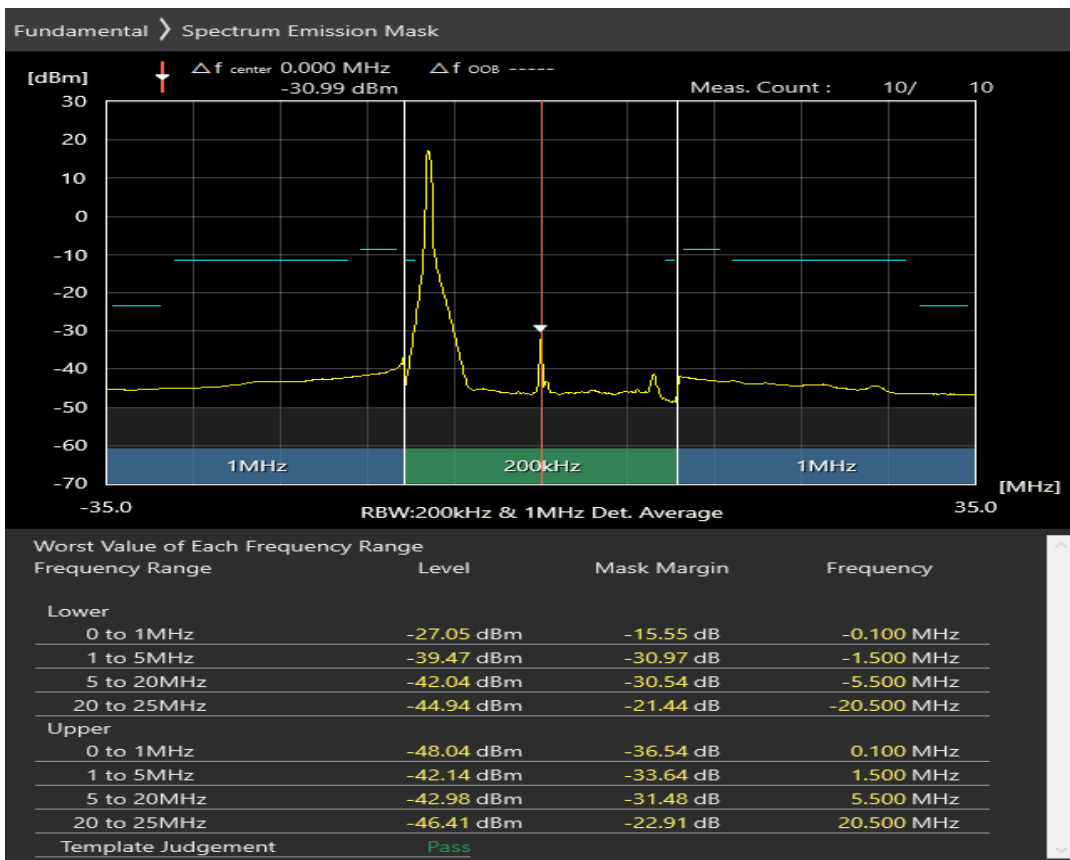 Fundamental 〉 Spectrum Emission Mask
[dBm] △f center 0.000 MHz △f OOB -----
-30.99 dBm Meas. Count : 10/ 10
30
20
10
0
-10
-20
-30
-40
-50
-60
-70
1MHz 200kHz 1MHz
[MHz]
-35.0 RBW:200kHz & 1MHz Det. Average 35.0
Worst Value of Each Frequency Range
Frequency Range Level Mask Margin Frequency
Lower
0 to 1MHz -27.05 dBm -15.55 dB -0.100 MHz
1 to 5MHz -39.47 dBm -30.97 dB -1.500 MHz
5 to 20MHz -42.04 dBm -30.54 dB -5.500 MHz
20 to 25MHz -44.94 dBm -21.44 dB -20.500 MHz
Upper
0 to 1MHz -48.04 dBm -36.54 dB 0.100 MHz
1 to 5MHz -42.14 dBm -33.64 dB 1.500 MHz
5 to 20MHz -42.98 dBm -31.48 dB 5.500 MHz
20 to 25MHz -46.41 dBm -22.91 dB 20.500 MHz
Template Judgement Pass